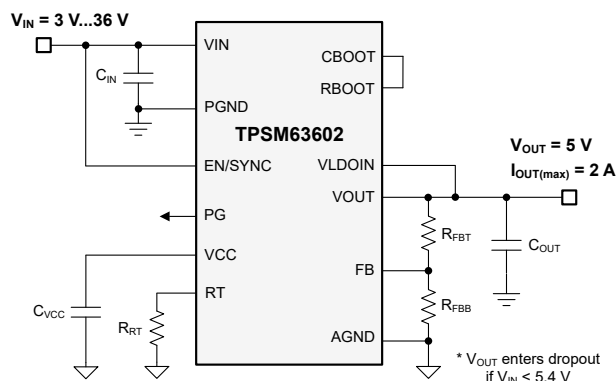 V_IN = 3 V...36 V
VIN
C_IN
PGND
TPSM63602
EN/SYNC
PG
VCC
C_VCC
RT
R_RT
CBOOT
RBOOT
VLDOIN
VOUT
V_OUT = 5 V
I_OUT(max) = 2 A
R_FBT
C_OUT
FB
R_FBB
AGND
* V_OUT enters dropout
if V_IN < 5.4 V